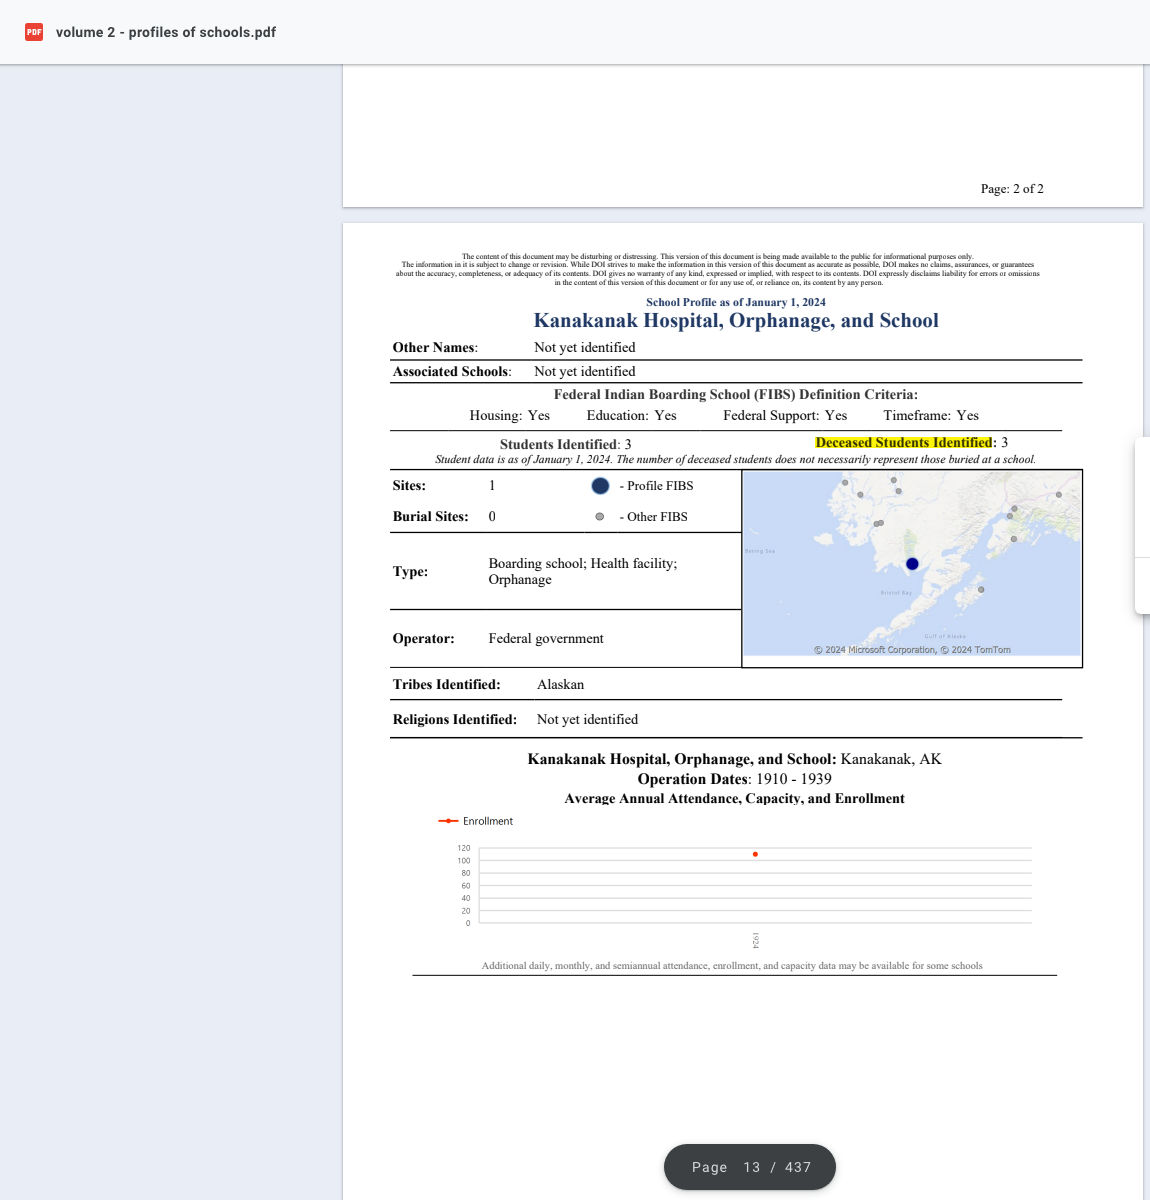 PDF volume 2 - profiles of schools.pdf
Page: 2 of 2
The content of this document may be disturbing or distressing. This version of this document is being made available to the public for informational purposes only.
The information in it is subject to change or revision. While DOI strives to make the information in this version of this document as accurate as possible, DOI makes no claims, assurances, or guarantees
about the accuracy, completeness, or adequacy of its contents. DOI gives no warranty of any kind, expressed or implied, with respect to its contents. DOI expressly disclaims liability for errors or omissions
in the content of this version of this document or for any use of, or reliance on, its content by any person.
School Profile as of January 1, 2024
Kanakanak Hospital, Orphanage, and School
Other Names: Not yet identified
Associated Schools: Not yet identified
Federal Indian Boarding School (FIBS) Definition Criteria:
Housing: Yes Education: Yes Federal Support: Yes Timeframe: Yes
Students Identified: 3 Deceased Students Identified: 3
Student data is as of January 1, 2024. The number of deceased students does not necessarily represent those buried at a school.
Sites: 1 - Profile FIBS
Burial Sites: 0 - Other FIBS
Type: Boarding school; Health facility;
Orphanage
Operator: Federal government
Bering Sea
Bristol Bay
Gulf of Alaska
© 2024 Microsoft Corporation, © 2024 TomTom
Tribes Identified: Alaskan
Religions Identified: Not yet identified
Kanakanak Hospital, Orphanage, and School: Kanakanak, AK
Operation Dates: 1910 - 1939
Average Annual Attendance, Capacity, and Enrollment
Enrollment
120
100
80
60
40
20
0
1924
Additional daily, monthly, and semiannual attendance, enrollment, and capacity data may be available for some schools
Page 13 / 437